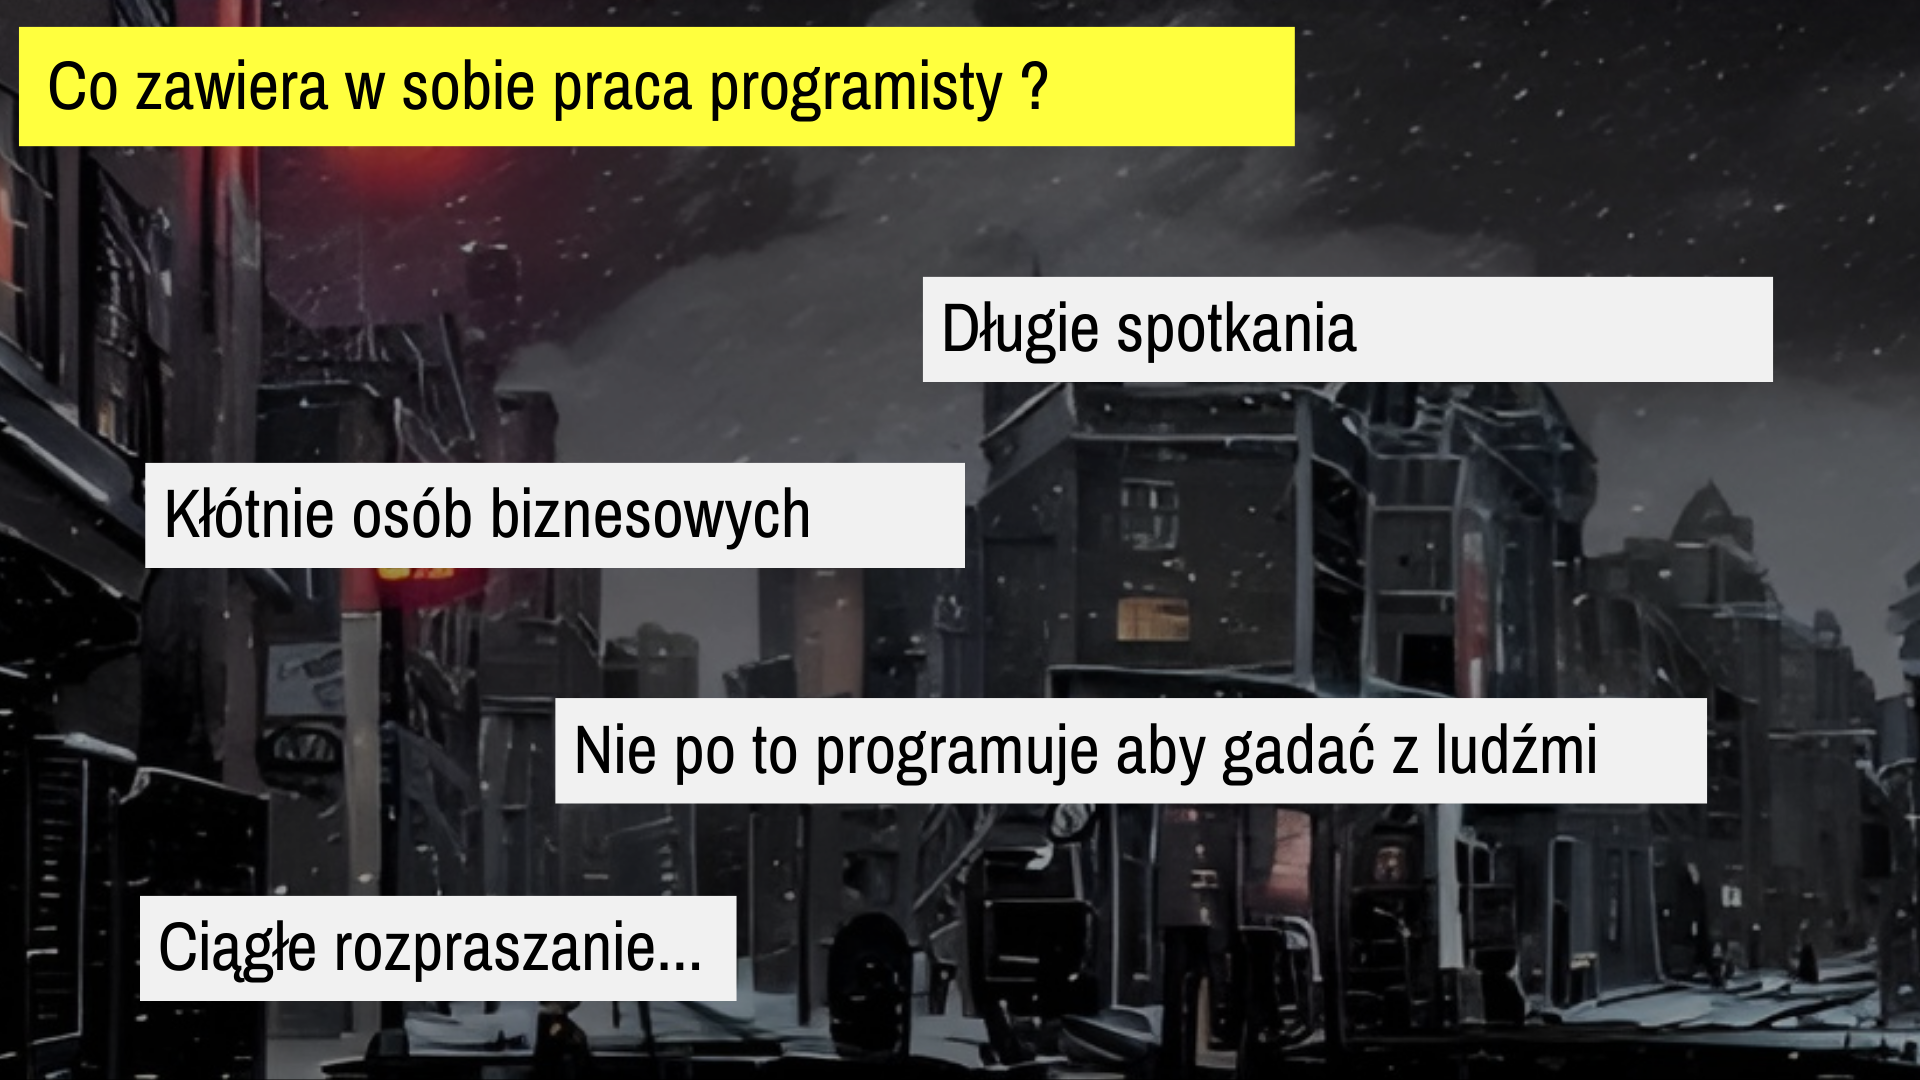 Co zawiera w sobie praca programisty ?
Długie spotkania
Kłótnie osób biznesowych
Nie po to programuje aby gadać z ludźmi
Ciągłe rozpraszanie...